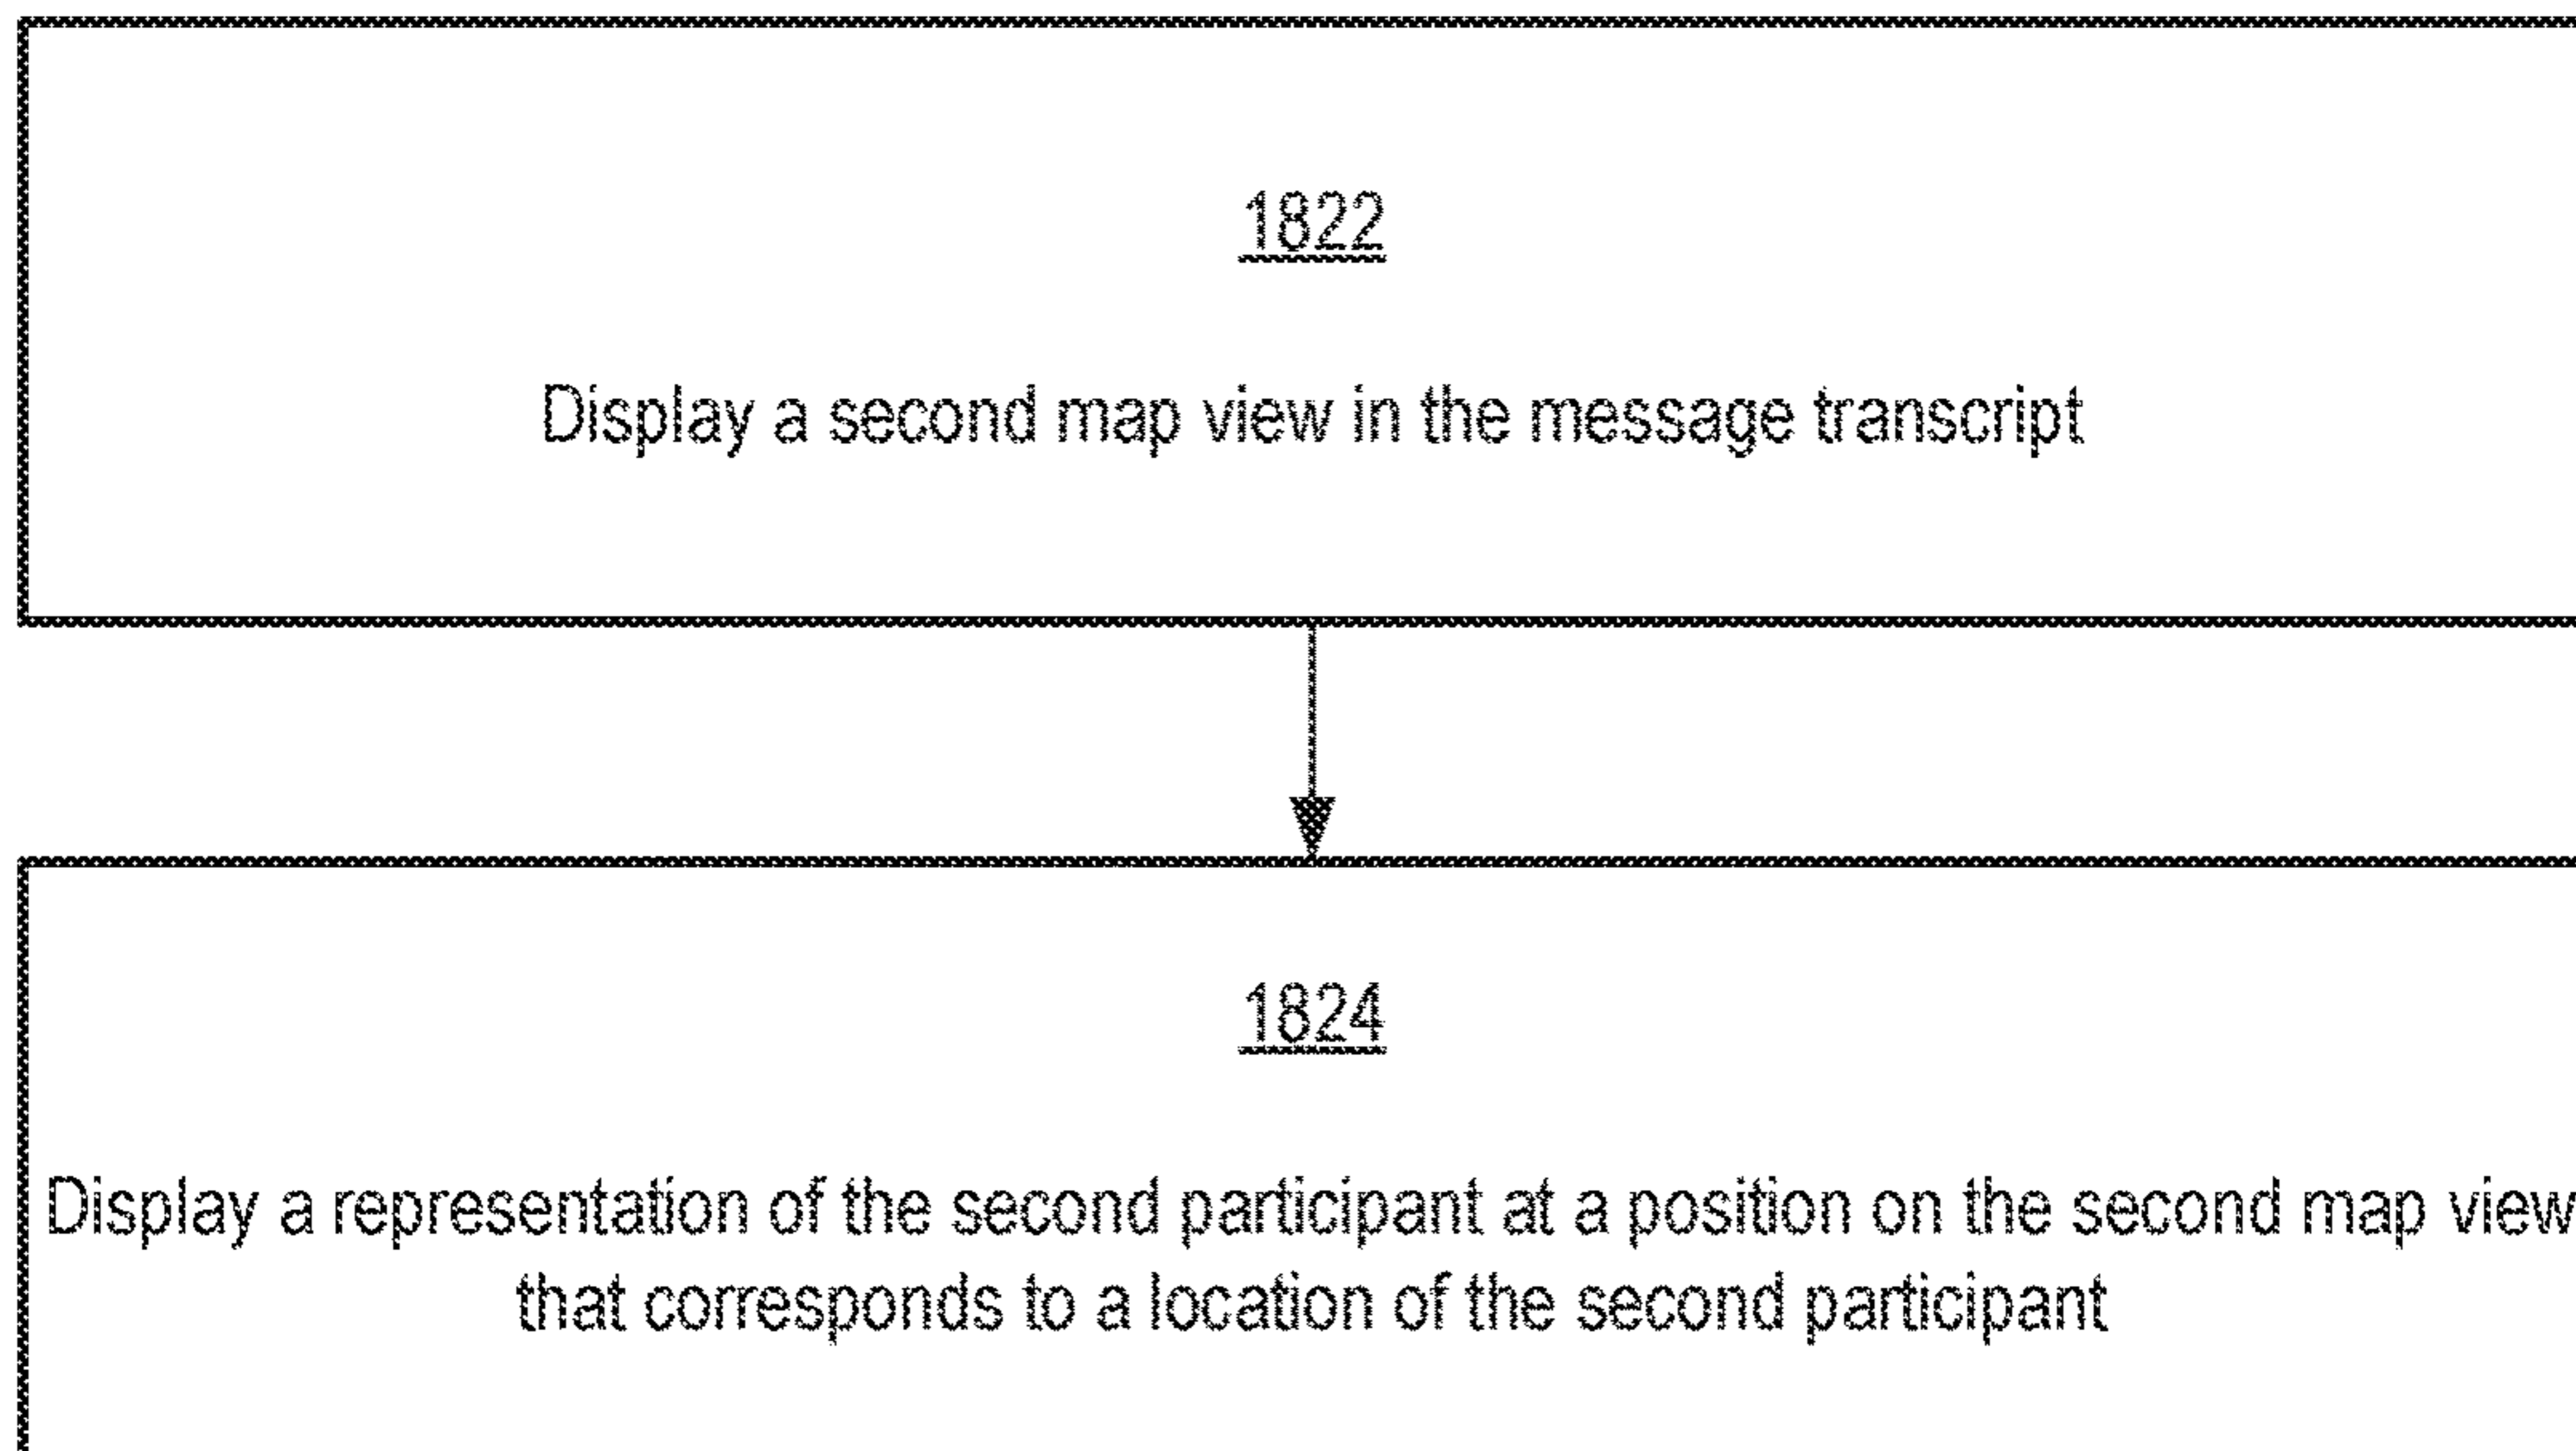 1822
Display a second map view in the message transcript
1824
Display a representation of the second participant at a position on the second map view
that corresponds to a location of the second participant